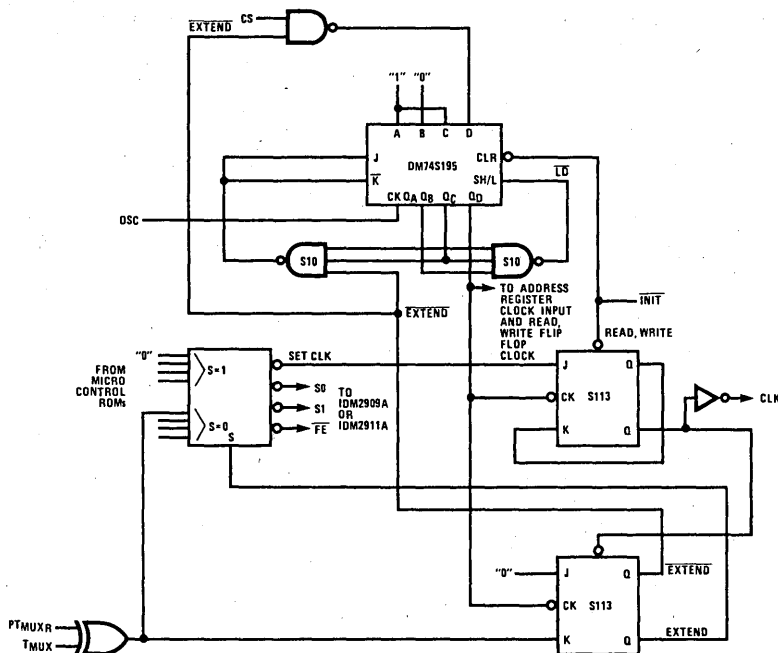 CS
EXTEND
"1" "0"
A B C D
J
CLR
DM74S195
K
SH/L
LD
CK QA QB QC QD
OSC
S10
S10
TO ADDRESS
REGISTER
CLOCK INPUT
AND READ,
WRITE FLIP
FLOP
CLOCK
INIT
EXTEND
READ, WRITE
"0"
FROM
MICRO
CONTROL
ROMs
S=1
SET CLK
S0
S1
FE
TO
IDM2909A
OR
IDM2911A
S=0
S
J
Q
CK
S113
K
Q
CLK
"0"
J
Q
EXTEND
CK
S113
K
Q
EXTEND
PTMUXR
TMUX